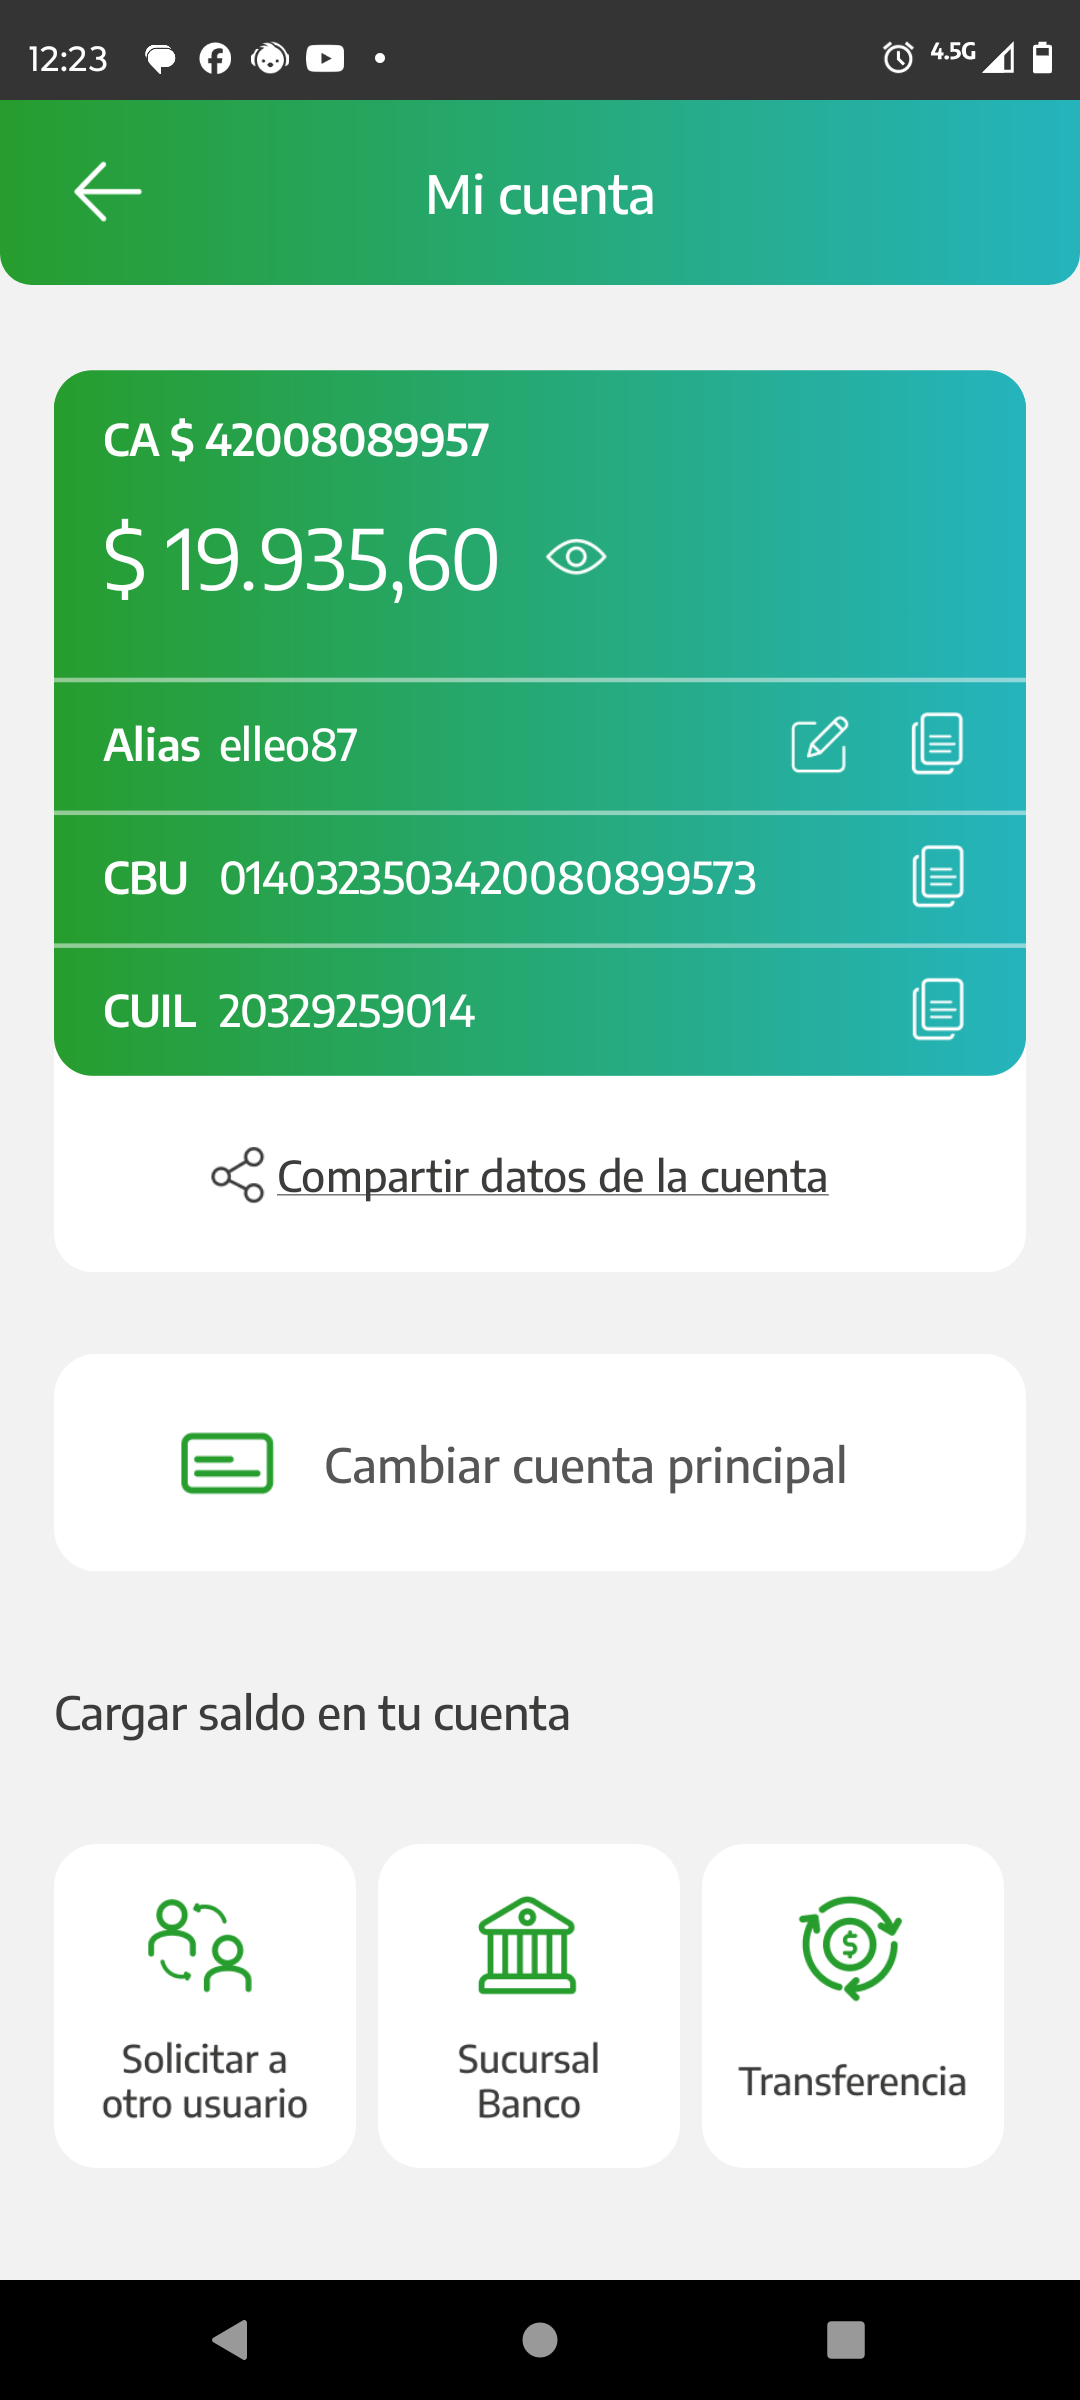 12:23
4.5G
Mi cuenta
CA $ 42008089957
$ 19.935,60
Alias elleo87
CBU 0140323503420080899573
CUIL 20329259014
Compartir datos de la cuenta
Cambiar cuenta principal
Cargar saldo en tu cuenta
Solicitar a
otro usuario
Sucursal
Banco
Transferencia